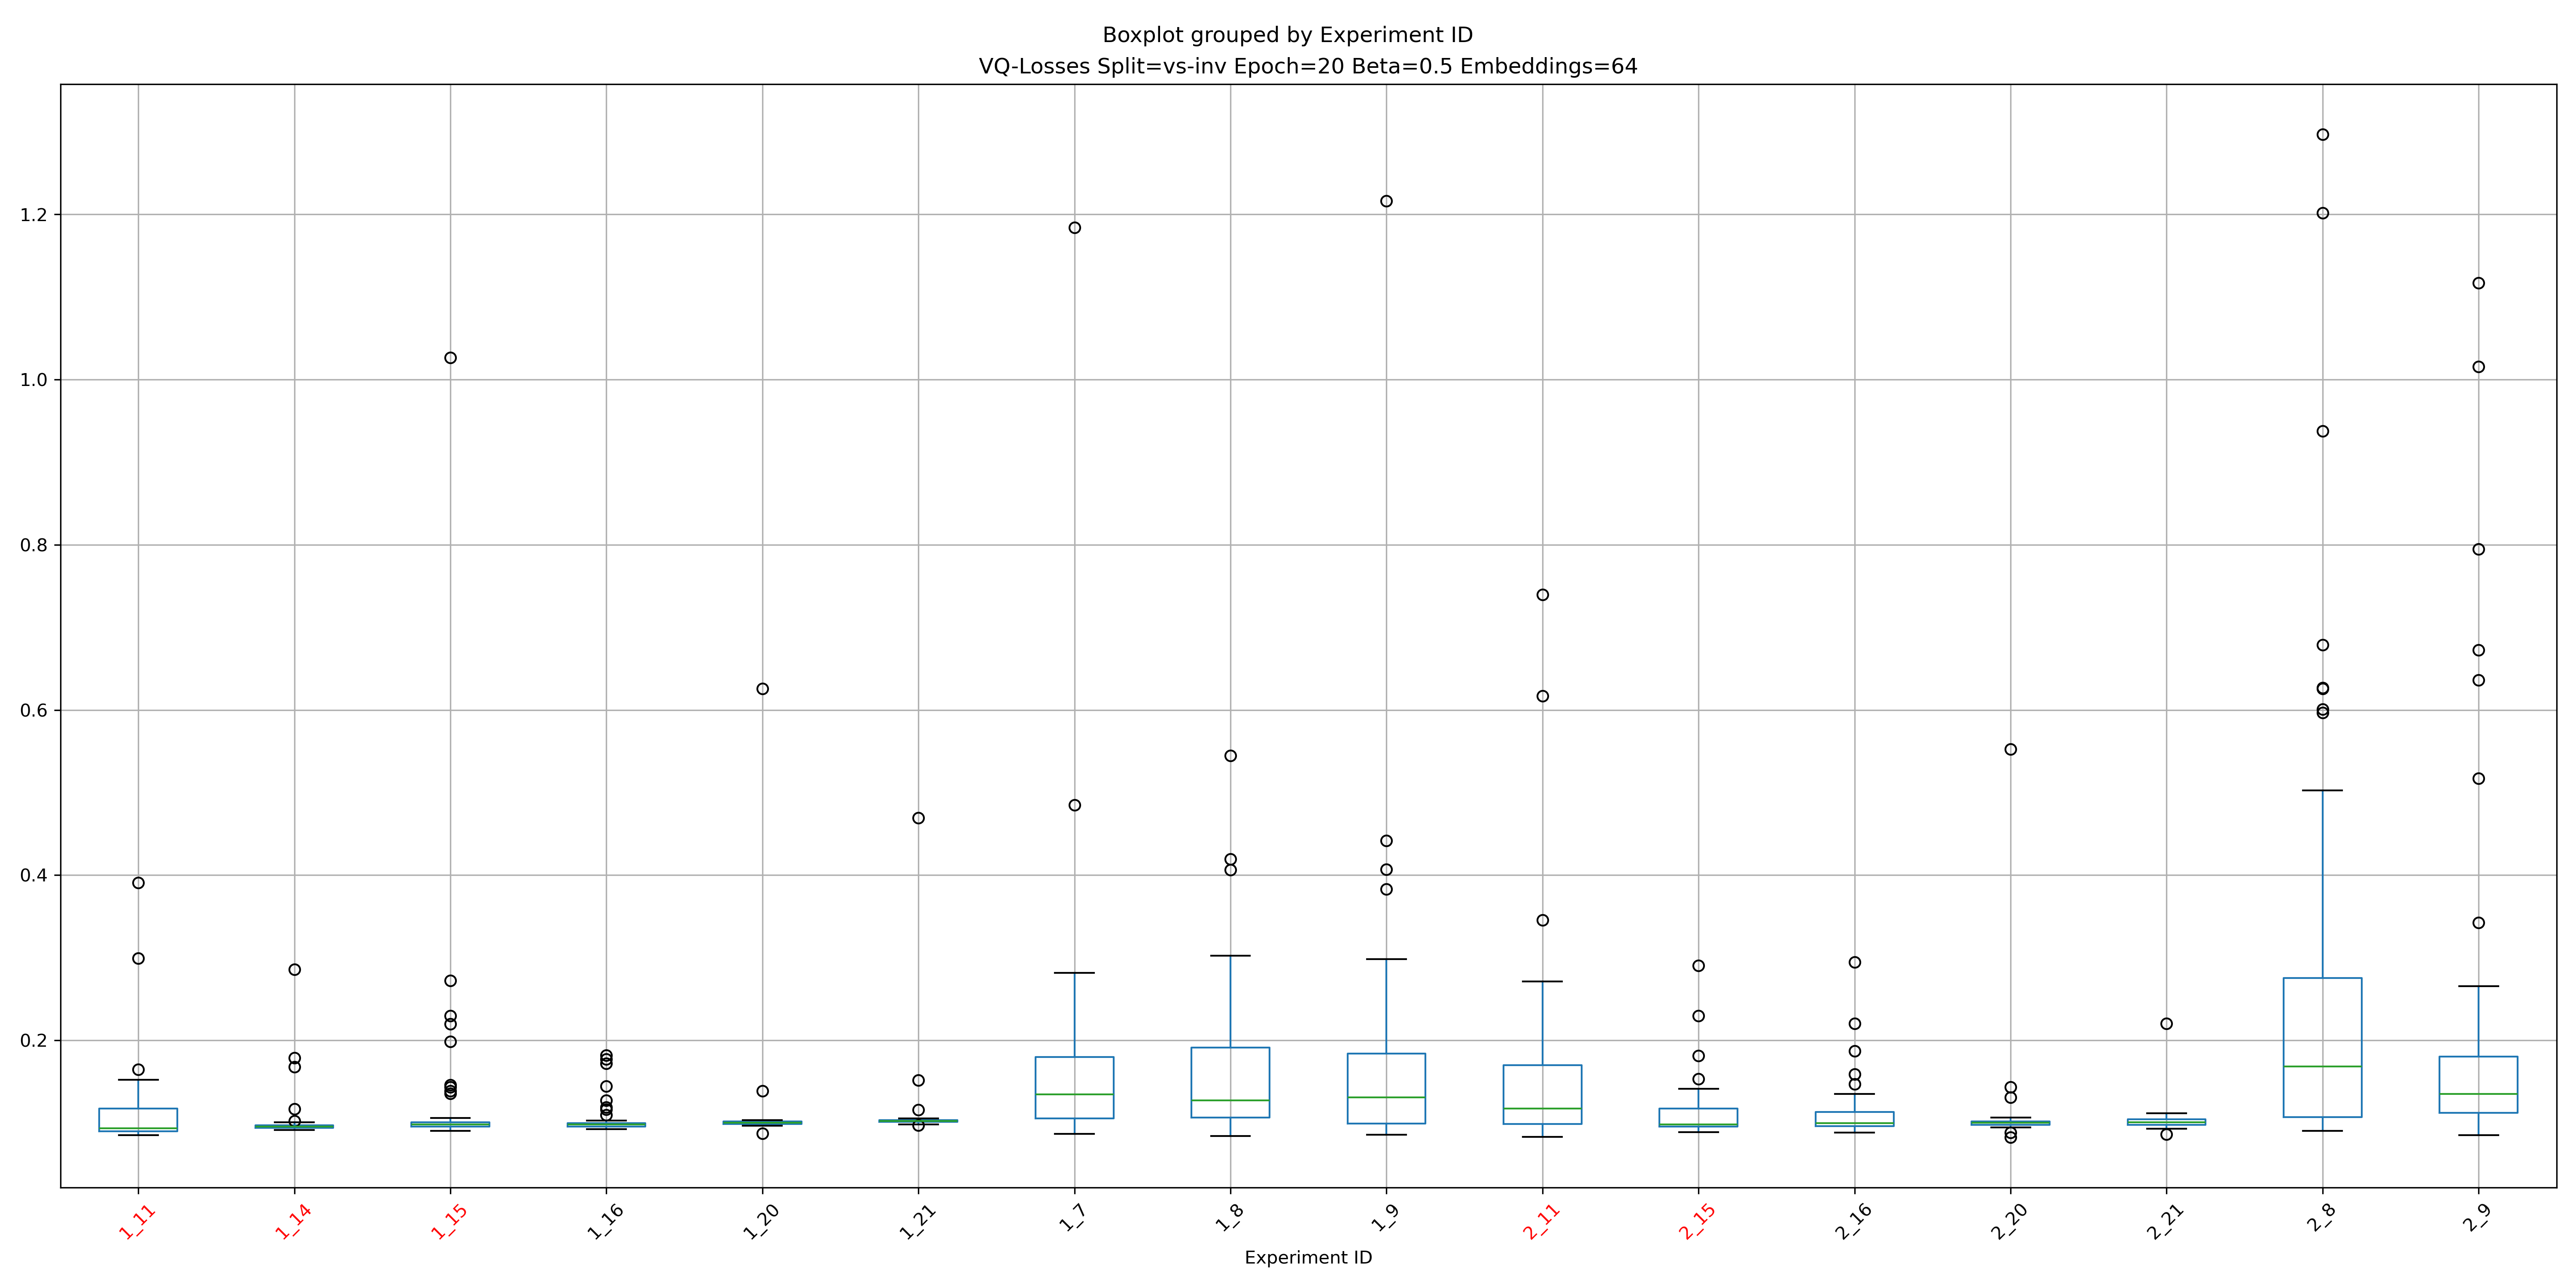 Boxplot grouped by Experiment ID
VQ-Losses Split=vs-inv Epoch=20 Beta=0.5 Embeddings=64
1.2
1.0
0.8
0.6
0.4
0.2
1_11 1_14 1_15 1_16 1_20 1_21 1_7 1_8 1_9 2_11 2_15 2_16 2_20 2_21 2_8 2_9
Experiment ID